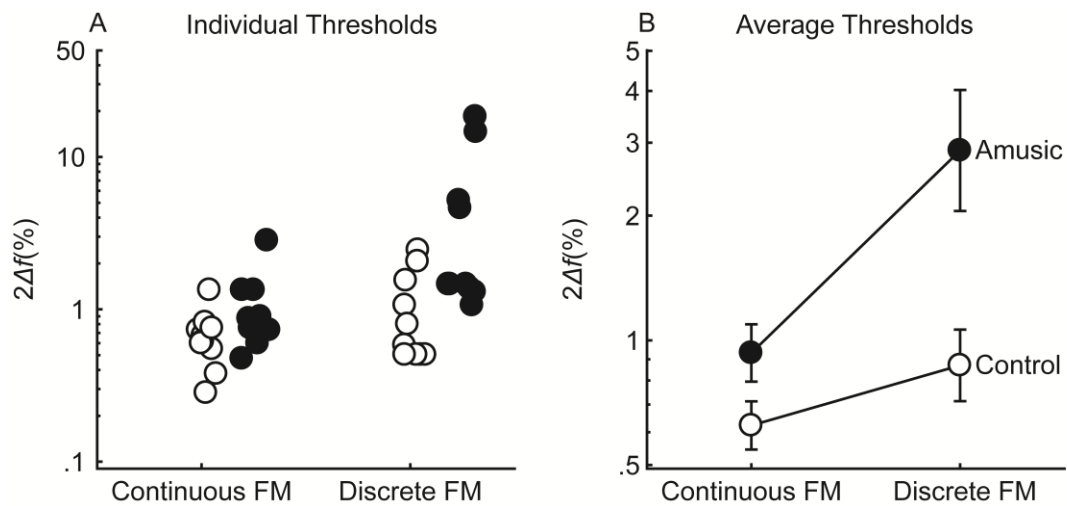 A Individual Thresholds
50
10
1
.1
2Δf(%)
Continuous FM Discrete FM
B Average Thresholds
5
4
3
2
1
.5
2Δf(%)
Amusic
Control
Continuous FM Discrete FM